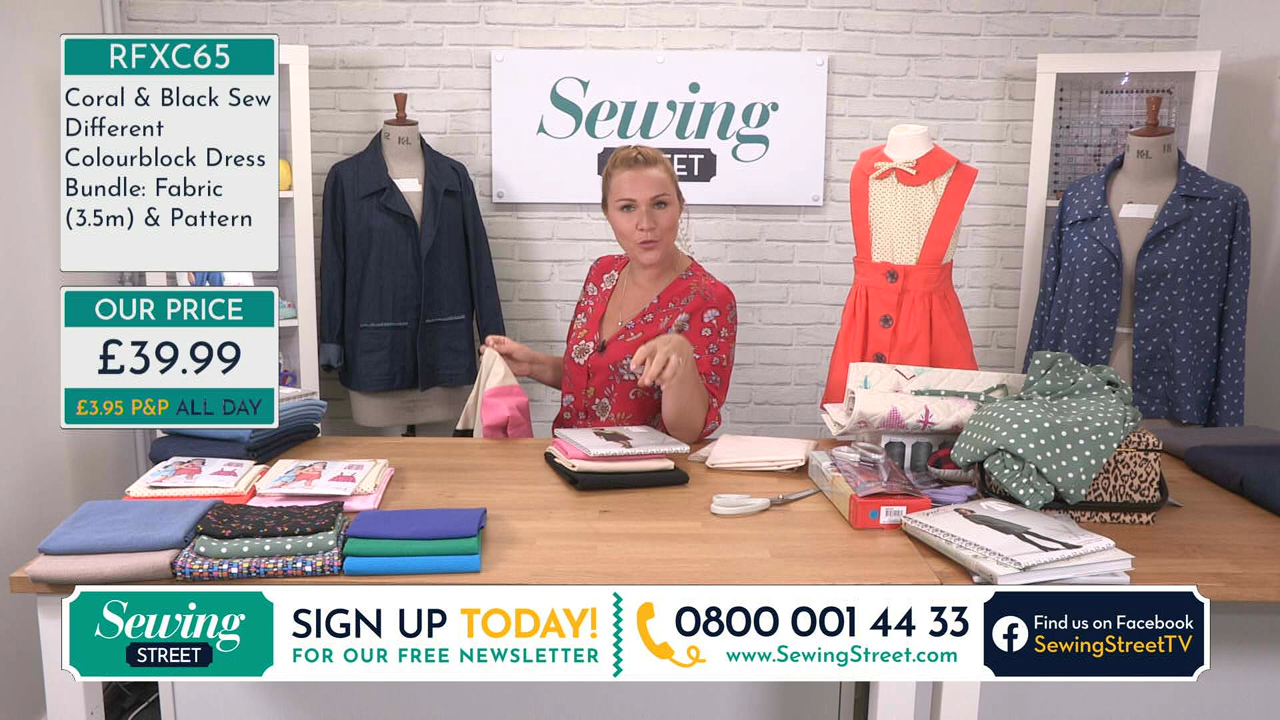 RFXC65
Coral & Black Sew
Different
Colourblock Dress
Bundle: Fabric
(3.5m) & Pattern
OUR PRICE
£39.99
£3.95 P&P ALL DAY
Sewing
Sewing
STREET
SIGN UP TODAY!
FOR OUR FREE NEWSLETTER
0800 001 44 33
www.SewingStreet.com
Find us on Facebook
SewingStreetTV